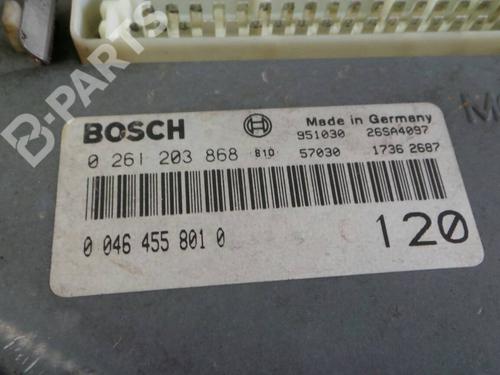 B-PARTS
BOSCH
Made in Germany
951030 26SA4097
0 261 203 868 B10 57030 1736 2687
0 046 455 801 0
120
M